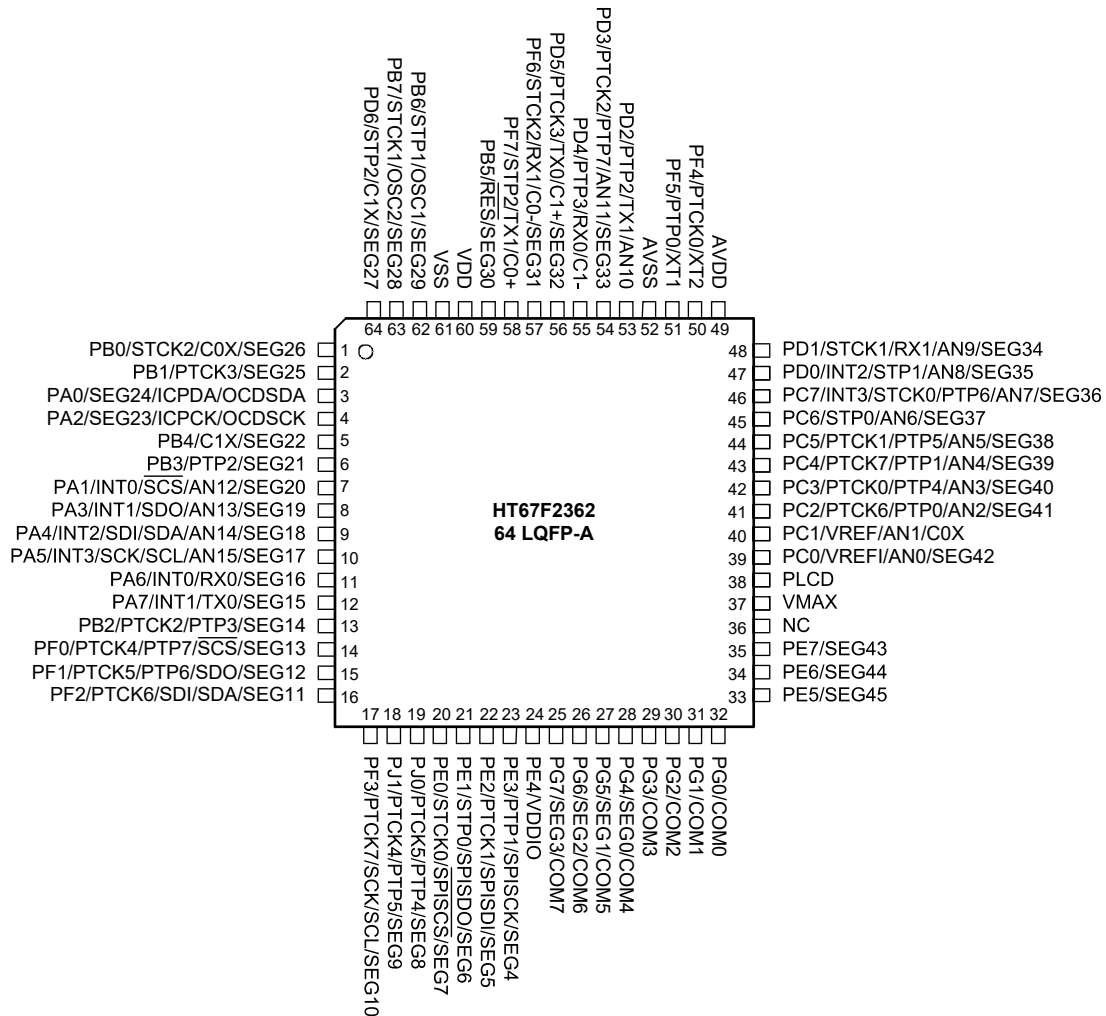 PD6/STP2/C1X/SEG27
PB7/STCK1/OSC2/SEG28
PB6/STP1/OSC1/SEG29
VSS
VDD
PB5/RES/SEG30
PF7/STP2/TX1/C0+
PF6/STCK2/RX1/C0-/SEG31
PD5/PTCK3/TX0/C1+/SEG32
PD4/PTP3/RX0/C1-
PD3/PTCK2/PTP7/AN11/SEG33
PD2/PTP2/TX1/AN10
AVSS
PF5/PTP0/XT1
PF4/PTCK0/XT2
AVDD
64 63 62 61 60 59 58 57 56 55 54 53 52 51 50 49
PB0/STCK2/C0X/SEG26 1
PB1/PTCK3/SEG25 2
PA0/SEG24/ICPDA/OCDSDA 3
PA2/SEG23/ICPCK/OCDSCK 4
PB4/C1X/SEG22 5
PB3/PTP2/SEG21 6
PA1/INT0/SCS/AN12/SEG20 7
PA3/INT1/SDO/AN13/SEG19 8
PA4/INT2/SDI/SDA/AN14/SEG18 9
PA5/INT3/SCK/SCL/AN15/SEG17 10
PA6/INT0/RX0/SEG16 11
PA7/INT1/TX0/SEG15 12
PB2/PTCK2/PTP3/SEG14 13
PF0/PTCK4/PTP7/SCS/SEG13 14
PF1/PTCK5/PTP6/SDO/SEG12 15
PF2/PTCK6/SDI/SDA/SEG11 16
HT67F2362
64 LQFP-A
48 PD1/STCK1/RX1/AN9/SEG34
47 PD0/INT2/STP1/AN8/SEG35
46 PC7/INT3/STCK0/PTP6/AN7/SEG36
45 PC6/STP0/AN6/SEG37
44 PC5/PTCK1/PTP5/AN5/SEG38
43 PC4/PTCK7/PTP1/AN4/SEG39
42 PC3/PTCK0/PTP4/AN3/SEG40
41 PC2/PTCK6/PTP0/AN2/SEG41
40 PC1/VREF/AN1/C0X
39 PC0/VREFI/AN0/SEG42
38 PLCD
37 VMAX
36 NC
35 PE7/SEG43
34 PE6/SEG44
33 PE5/SEG45
17 18 19 20 21 22 23 24 25 26 27 28 29 30 31 32
PF3/PTCK7/SCK/SCL/SEG10
PJ1/PTCK4/PTP5/SEG9
PJ0/PTCK5/PTP4/SEG8
PE0/STCK0/SPISCS/SEG7
PE1/STP0/SPISDO/SEG6
PE2/PTCK1/SPISDI/SEG5
PE3/PTP1/SPISCK/SEG4
PE4/VDDIO
PG7/SEG3/COM7
PG6/SEG2/COM6
PG5/SEG1/COM5
PG4/SEG0/COM4
PG3/COM3
PG2/COM2
PG1/COM1
PG0/COM0